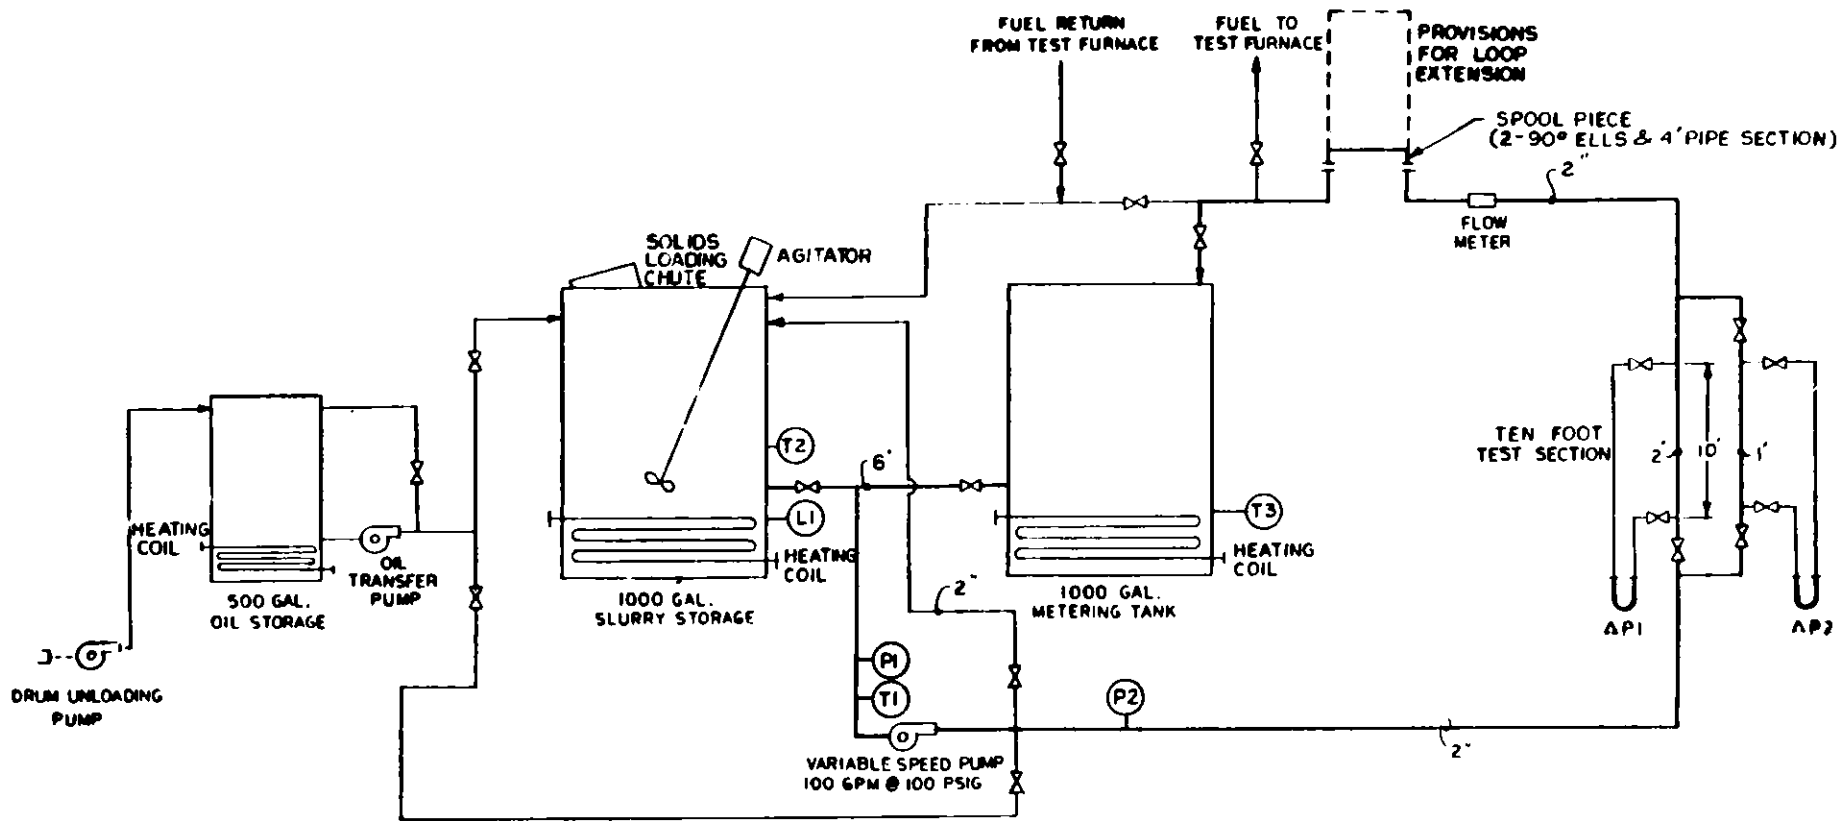 FUEL RETURN
FROM TEST FURNACE
FUEL TO
TEST FURNACE
PROVISIONS
FOR LOOP
EXTENSION
SPOOL PIECE
(2-90° ELLS & 4' PIPE SECTION)
2"
FLOW
METER
SOLIDS
LOADING
CHUTE
AGITATOR
T2
6'
L1
T3
TEN FOOT
TEST SECTION
2'
10'
1'
HEATING
COIL
OIL
TRANSFER
PUMP
HEATING
COIL
HEATING
COIL
500 GAL.
OIL STORAGE
1000 GAL.
SLURRY STORAGE
2"
1000 GAL.
METERING TANK
ΔP1
ΔP2
P1
T1
P2
DRUM UNLOADING
PUMP
VARIABLE SPEED PUMP
100 GPM @ 100 PSIG
2"